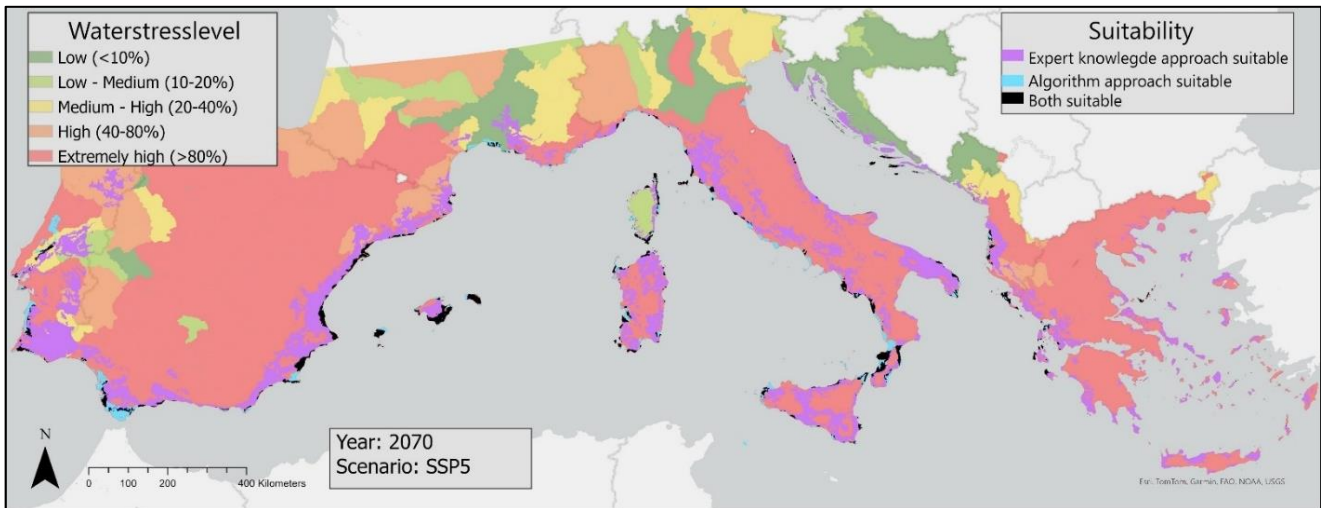 Waterstresslevel
Low (<10%)
Low - Medium (10-20%)
Medium - High (20-40%)
High (40-80%)
Extremely high (>80%)
Suitability
Expert knowlegde approach suitable
Algorithm approach suitable
Both suitable
Year: 2070
Scenario: SSP5
N
0 100 200 400 Kilometers
Esri, TomTom, Garmin, FAO, NOAA, USGS